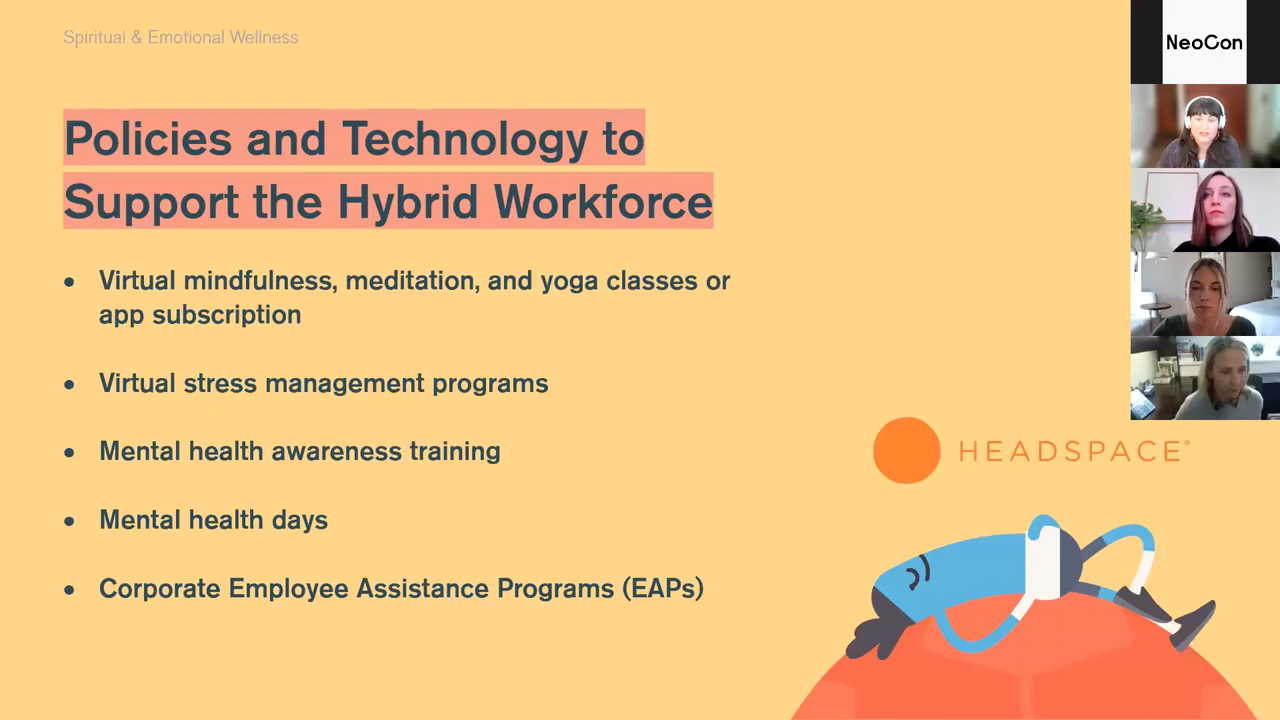 Spiritual & Emotional Wellness
NeoCon
Policies and Technology to
Support the Hybrid Workforce
• Virtual mindfulness, meditation, and yoga classes or
app subscription
• Virtual stress management programs
• Mental health awareness training
HEADSPACE®
• Mental health days
• Corporate Employee Assistance Programs (EAPs)